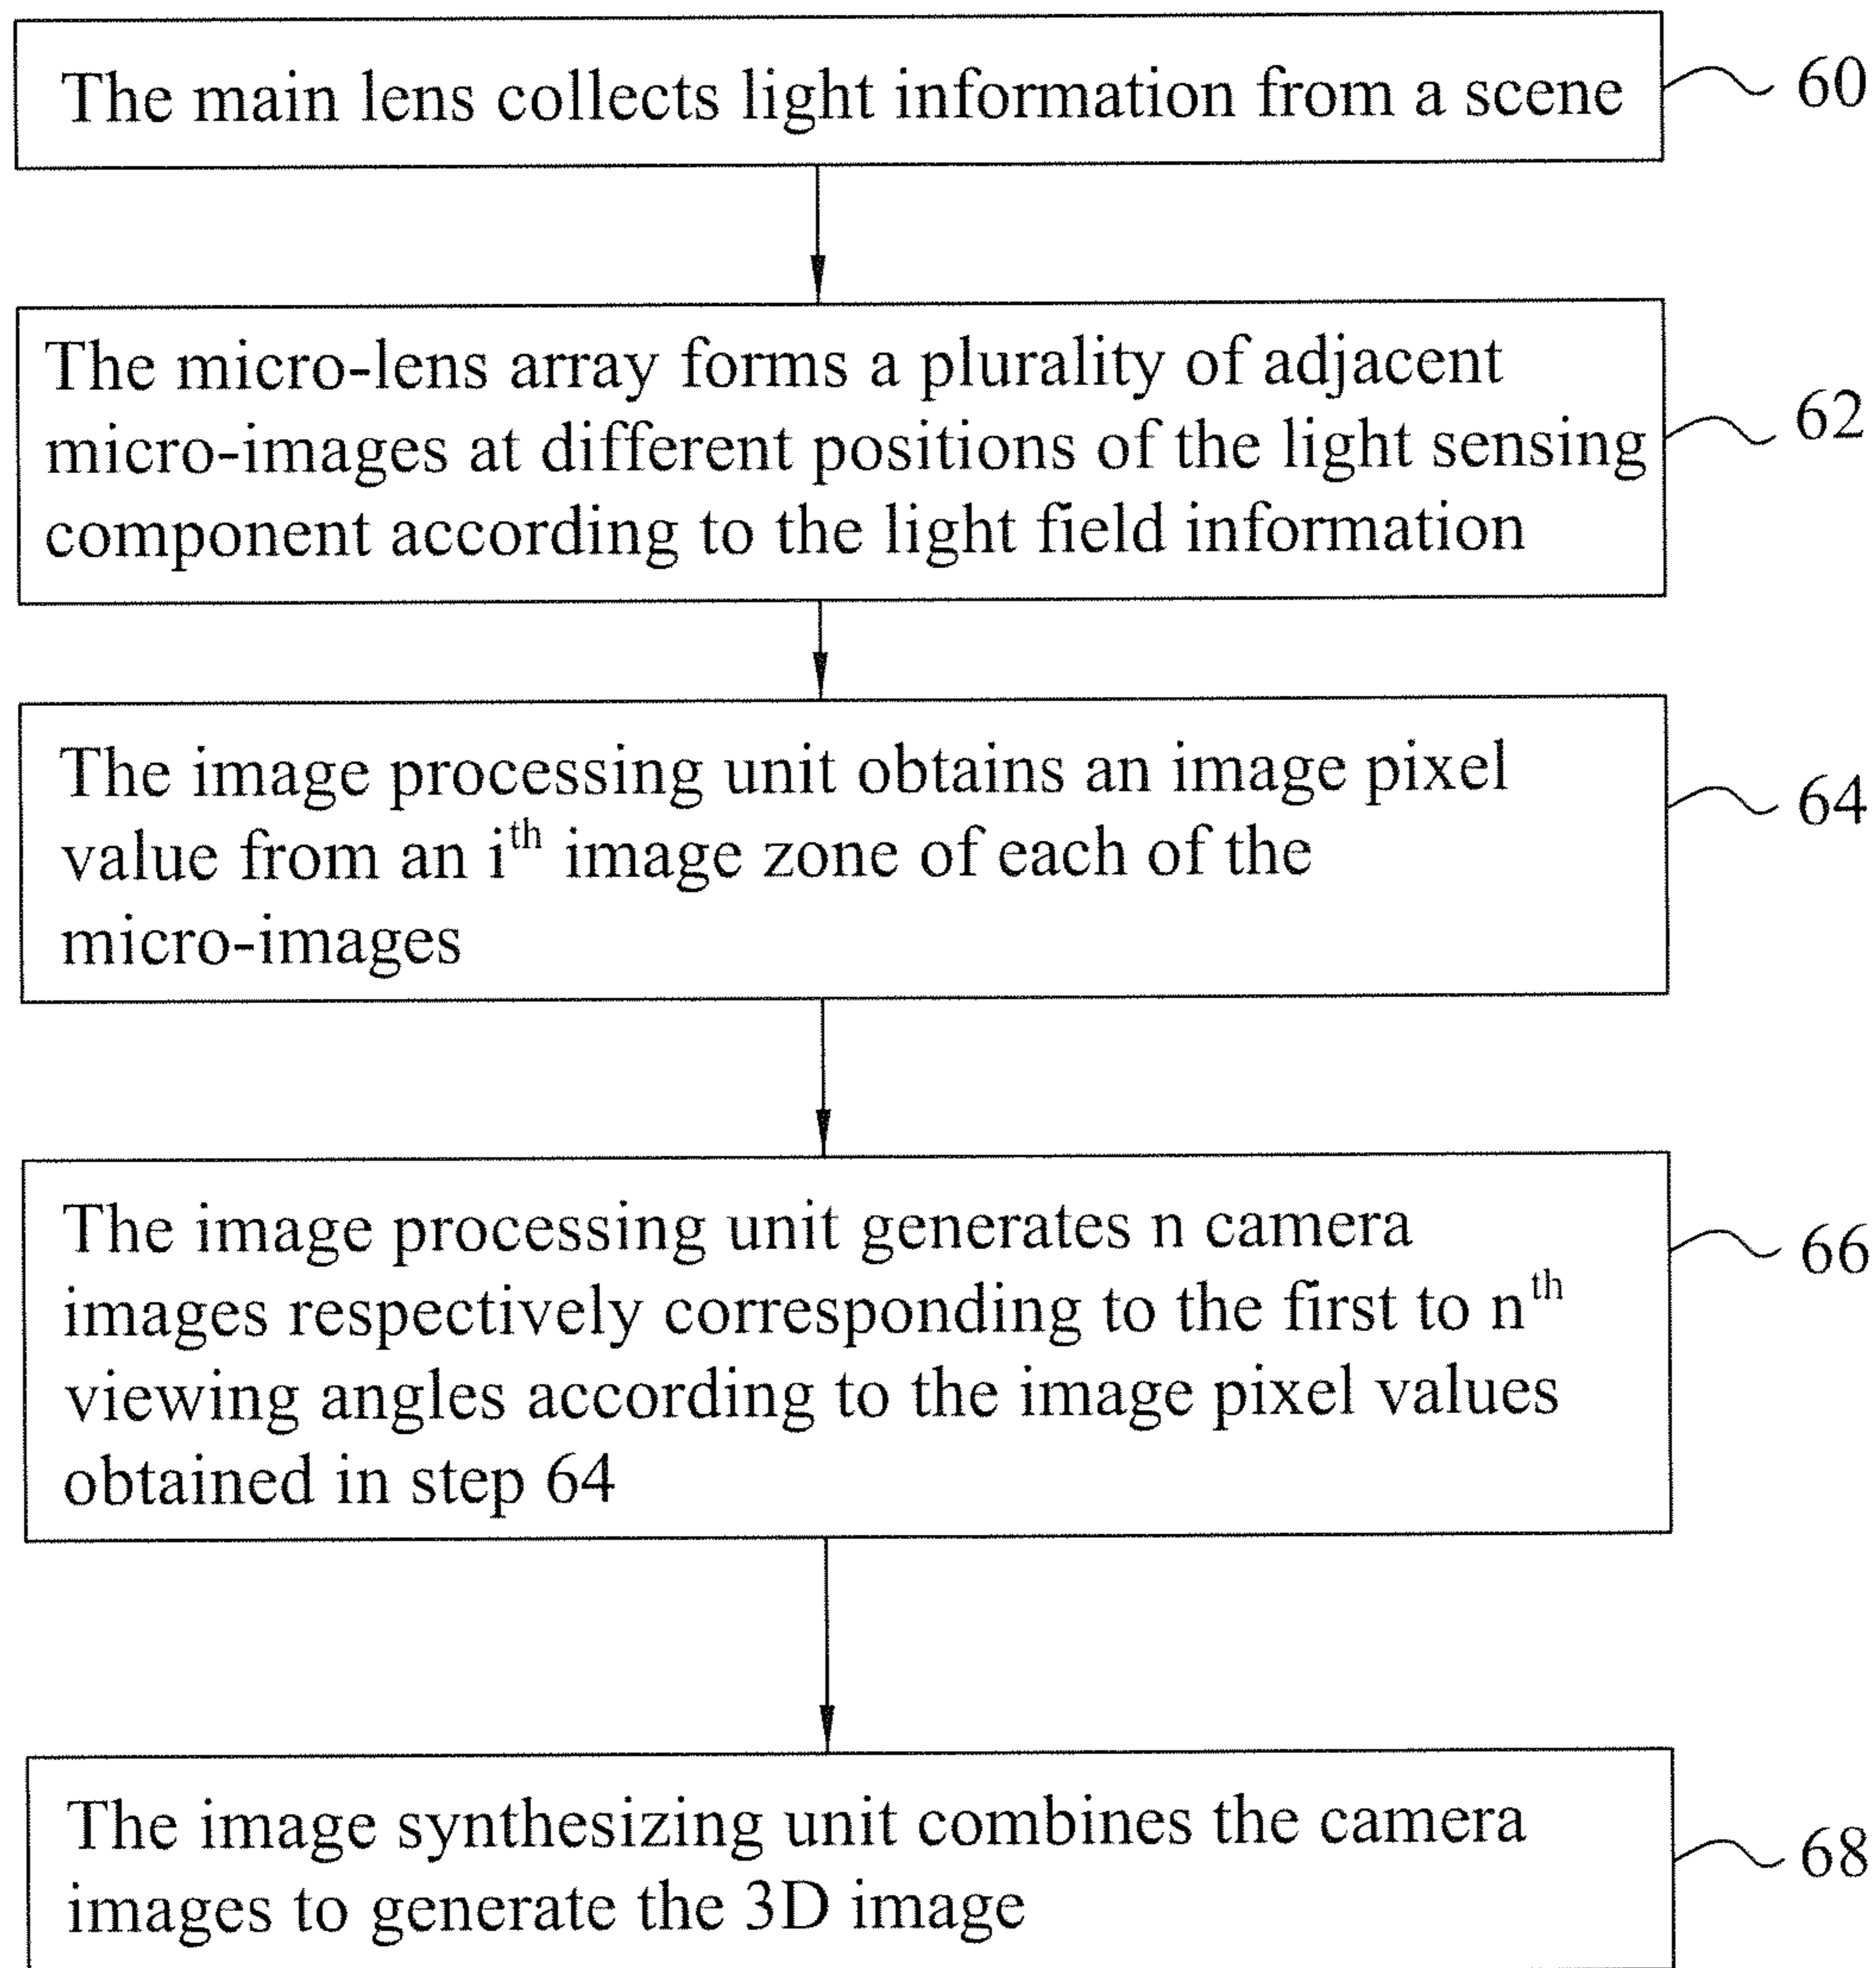 The main lens collects light information from a scene
60
The micro-lens array forms a plurality of adjacent
micro-images at different positions of the light sensing
component according to the light field information
62
The image processing unit obtains an image pixel
value from an iᵗʰ image zone of each of the
micro-images
64
The image processing unit generates n camera
images respectively corresponding to the first to nᵗʰ
viewing angles according to the image pixel values
obtained in step 64
66
The image synthesizing unit combines the camera
images to generate the 3D image
68